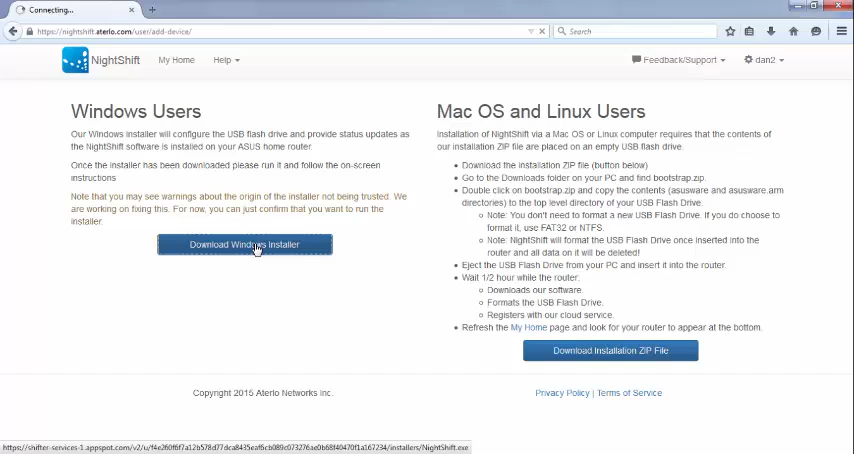 Connecting...
https://nightshift.aterlo.com/user/add-device/
Search
NightShift
My Home
Help
Feedback/Support
dan2
Windows Users
Our Windows installer will configure the USB flash drive and provide status updates as
the NightShift software is installed on your ASUS home router.
Once the installer has been downloaded please run it and follow the on-screen
instructions
Note that you may see warnings about the origin of the installer not being trusted. We
are working on fixing this. For now, you can just confirm that you want to run the
installer.
Download Windows Installer
Mac OS and Linux Users
Installation of NightShift via a Mac OS or Linux computer requires that the contents of
our installation ZIP file are placed on an empty USB flash drive.
Download the installation ZIP file (button below)
Go to the Downloads folder on your PC and find bootstrap.zip.
Double click on bootstrap.zip and copy the contents (asusware and asusware.arm
directories) to the top level directory of your USB Flash Drive.
Note: You don't need to format a new USB Flash Drive. If you do choose to
format it, use FAT32 or NTFS.
Note: NightShift will format the USB Flash Drive once inserted into the
router and all data on it will be deleted!
Eject the USB Flash Drive from your PC and insert it into the router.
Wait 1/2 hour while the router:
Downloads our software.
Formats the USB Flash Drive.
Registers with our cloud service.
Refresh the My Home page and look for your router to appear at the bottom.
Download Installation ZIP File
Copyright 2015 Aterlo Networks Inc.
Privacy Policy | Terms of Service
https://shifter-services-1.appspot.com/v2/u/f4e260f6f7a12b578d77dca8435eaf6cb089c073276ae0b68f40470f1a167234/installers/NightShift.exe